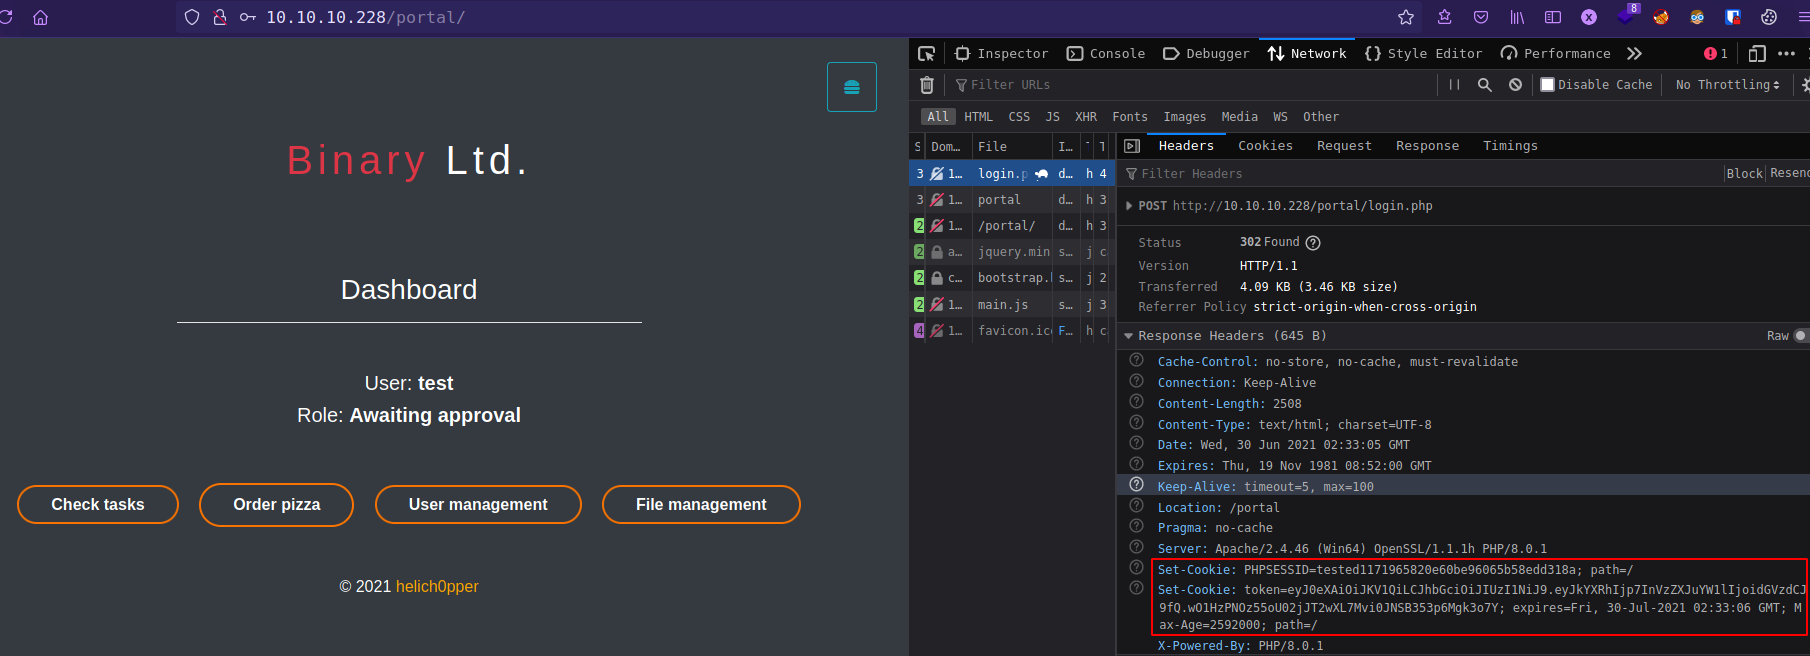 10.10.10.228/portal/
8
Binary Ltd.
Dashboard
User: test
Role: Awaiting approval
Check tasks
Order pizza
User management
File management
© 2021 helich0pper
Inspector
Console
Debugger
Network
Style Editor
Performance
1
Filter URLs
Disable Cache
No Throttling
All
HTML
CSS
JS
XHR
Fonts
Images
Media
WS
Other
S Dom... File I... T T
3 1... login.p d... h 4
3 1... portal d... h 3
2 1... /portal/ d... h 3
2 a... jquery.min s... j c
2 c... bootstrap. s... j 2
2 1... main.js s... j 3
4 1... favicon.ico F... h c
Headers
Cookies
Request
Response
Timings
Filter Headers
Block
Resend
POST http://10.10.10.228/portal/login.php
Status 302 Found
Version HTTP/1.1
Transferred 4.09 KB (3.46 KB size)
Referrer Policy strict-origin-when-cross-origin
Response Headers (645 B)
Raw
Cache-Control: no-store, no-cache, must-revalidate
Connection: Keep-Alive
Content-Length: 2508
Content-Type: text/html; charset=UTF-8
Date: Wed, 30 Jun 2021 02:33:05 GMT
Expires: Thu, 19 Nov 1981 08:52:00 GMT
Keep-Alive: timeout=5, max=100
Location: /portal
Pragma: no-cache
Server: Apache/2.4.46 (Win64) OpenSSL/1.1.1h PHP/8.0.1
Set-Cookie: PHPSESSID=tested1171965820e60be96065b58edd318a; path=/
Set-Cookie: token=eyJ0eXAiOiJKV1QiLCJhbGciOiJIUzI1NiJ9.eyJkYXRhIjp7InVzZXJuYW1lIjoidGVzdCJ
9fQ.wO1HzPNOz55oU02jJT2wXL7Mvi0JNSB353p6Mgk3o7Y; expires=Fri, 30-Jul-2021 02:33:06 GMT; M
ax-Age=2592000; path=/
X-Powered-By: PHP/8.0.1